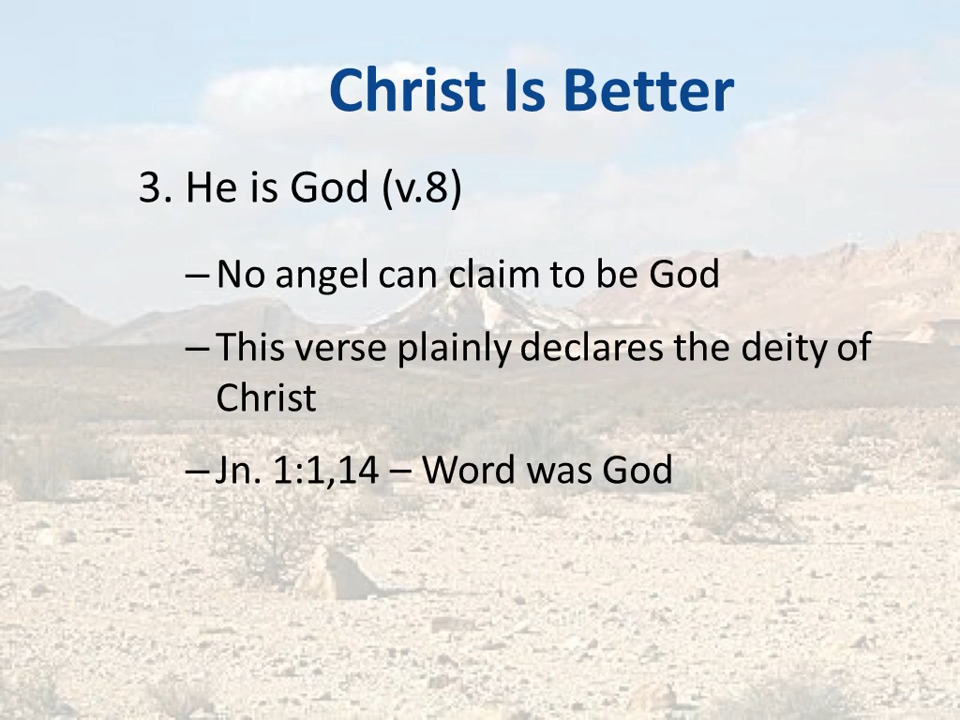 Christ Is Better
3. He is God (v.8)
– No angel can claim to be God
– This verse plainly declares the deity of
Christ
– Jn. 1:1,14 – Word was God